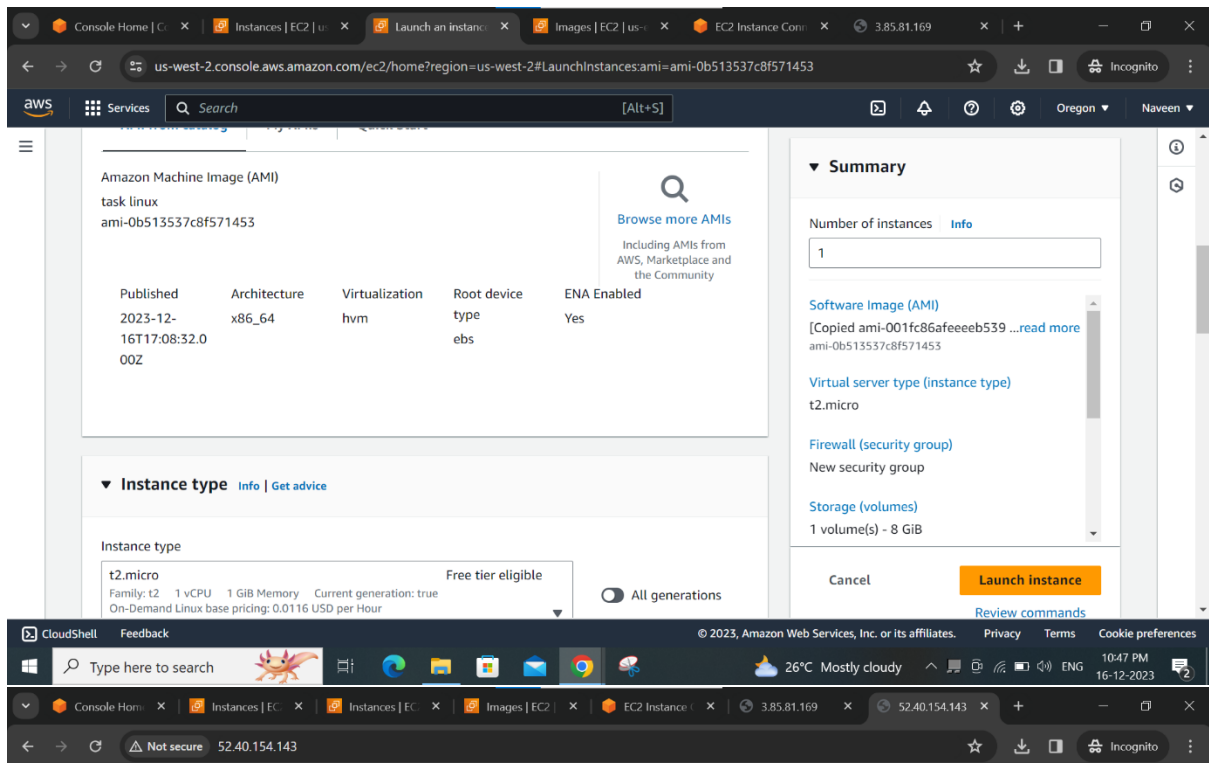 Console Home | Co
Instances | EC2 | us
Launch an instance
Images | EC2 | us-e
EC2 Instance Conn
3.85.81.169
us-west-2.console.aws.amazon.com/ec2/home?region=us-west-2#LaunchInstances:ami=ami-0b513537c8f571453
Incognito
aws
Services
Search
[Alt+S]
Oregon
Naveen
Amazon Machine Image (AMI)
task linux
ami-0b513537c8f571453
Browse more AMIs
Including AMIs from
AWS, Marketplace and
the Community
Published
Architecture
Virtualization
Root device
type
ENA Enabled
2023-12-
16T17:08:32.0
00Z
x86_64
hvm
ebs
Yes
Instance type Info | Get advice
Instance type
t2.micro
Free tier eligible
Family: t2 1 vCPU 1 GiB Memory Current generation: true
On-Demand Linux base pricing: 0.0116 USD per Hour
All generations
Summary
Number of instances Info
1
Software Image (AMI)
[Copied ami-001fc86afeeeeb539 ...read more
ami-0b513537c8f571453
Virtual server type (instance type)
t2.micro
Firewall (security group)
New security group
Storage (volumes)
1 volume(s) - 8 GiB
Cancel
Launch instance
Review commands
CloudShell
Feedback
© 2023, Amazon Web Services, Inc. or its affiliates.
Privacy
Terms
Cookie preferences
Type here to search
26°C Mostly cloudy
ENG
10:47 PM
16-12-2023
2
Console Hom
Instances | EC
Instances | EC
Images | EC2 |
EC2 Instance C
3.85.81.169
52.40.154.143
Not secure
52.40.154.143
Incognito